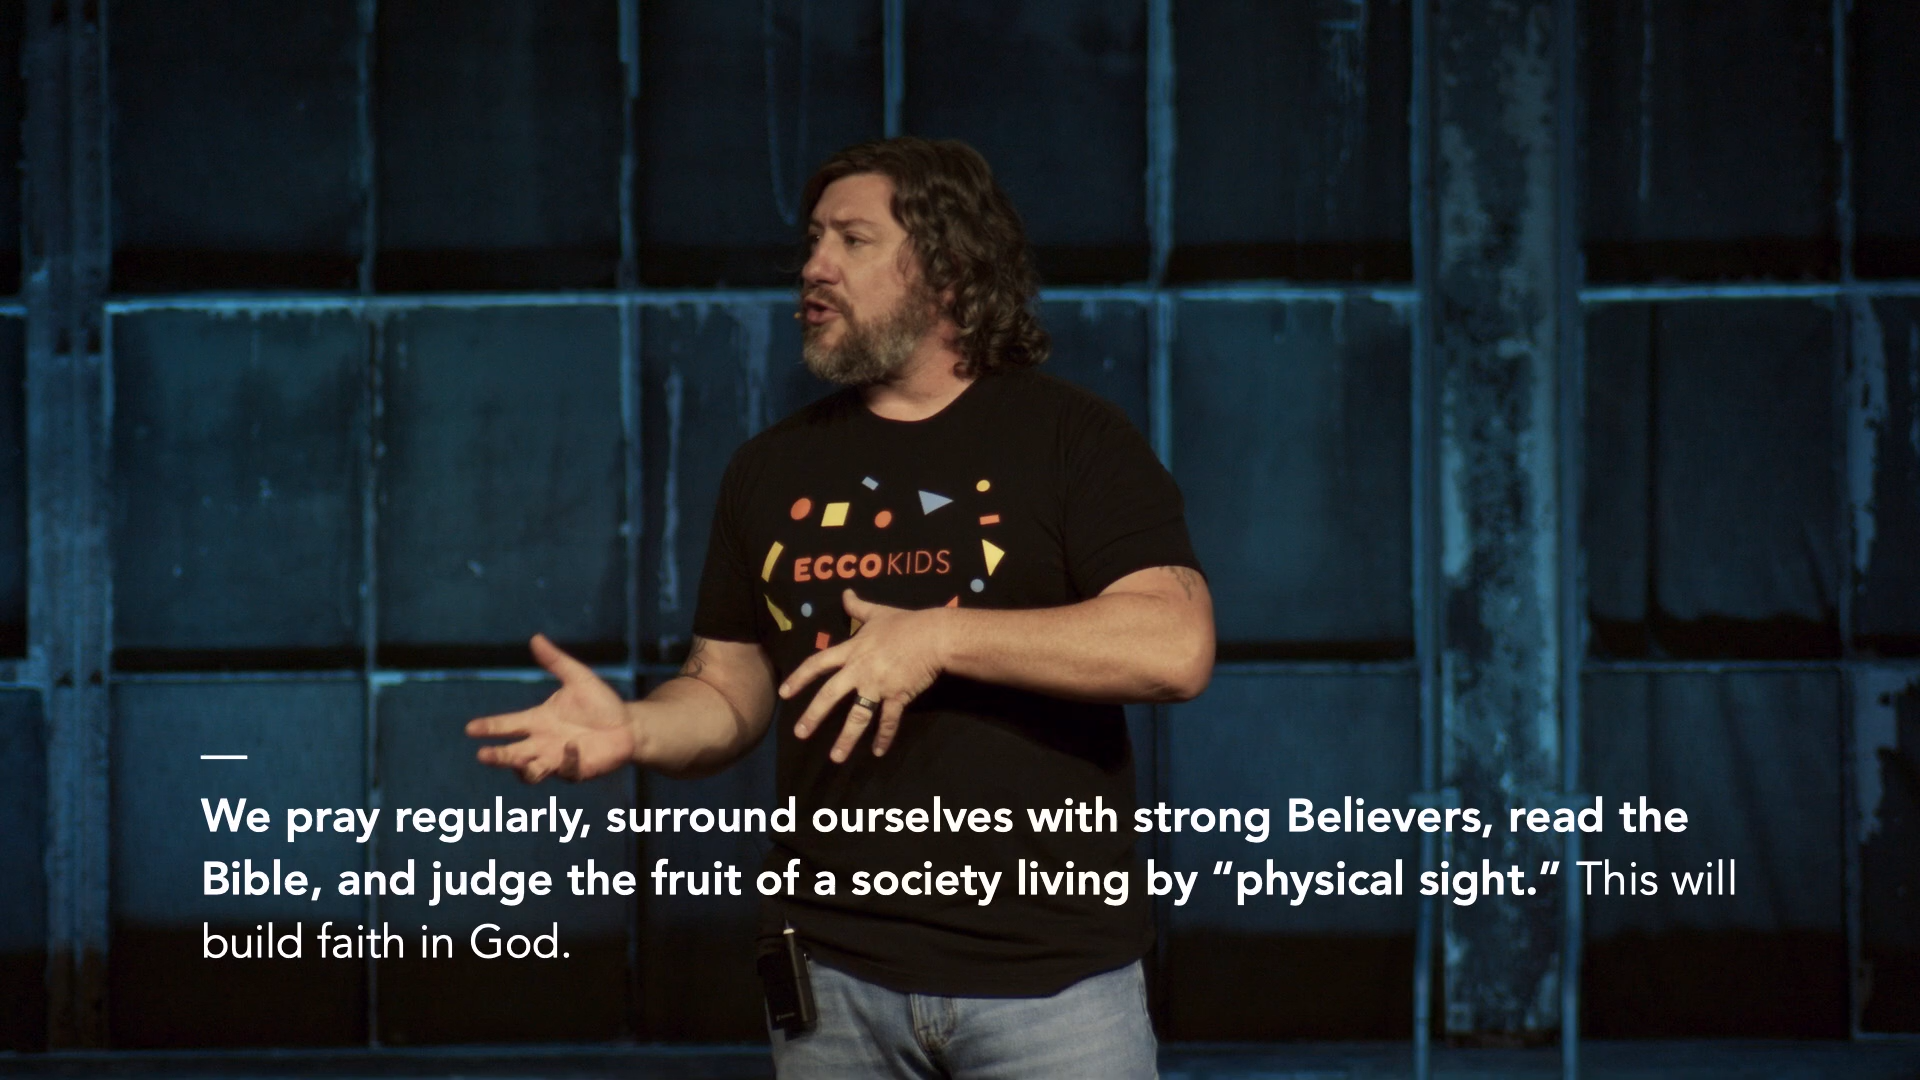 ECCOKIDS
We pray regularly, surround ourselves with strong Believers, read the
Bible, and judge the fruit of a society living by “physical sight.” This will
build faith in God.